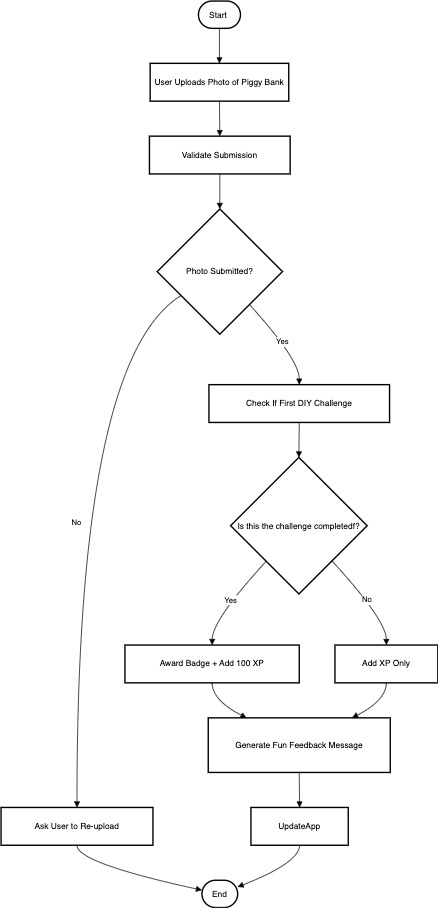 Start
User Uploads Photo of Piggy Bank
Validate Submission
Photo Submitted?
Yes
Check If First DIY Challenge
No
Is this the challenge completedf?
Yes
No
Award Badge + Add 100 XP
Add XP Only
Generate Fun Feedback Message
Ask User to Re-upload
UpdateApp
End